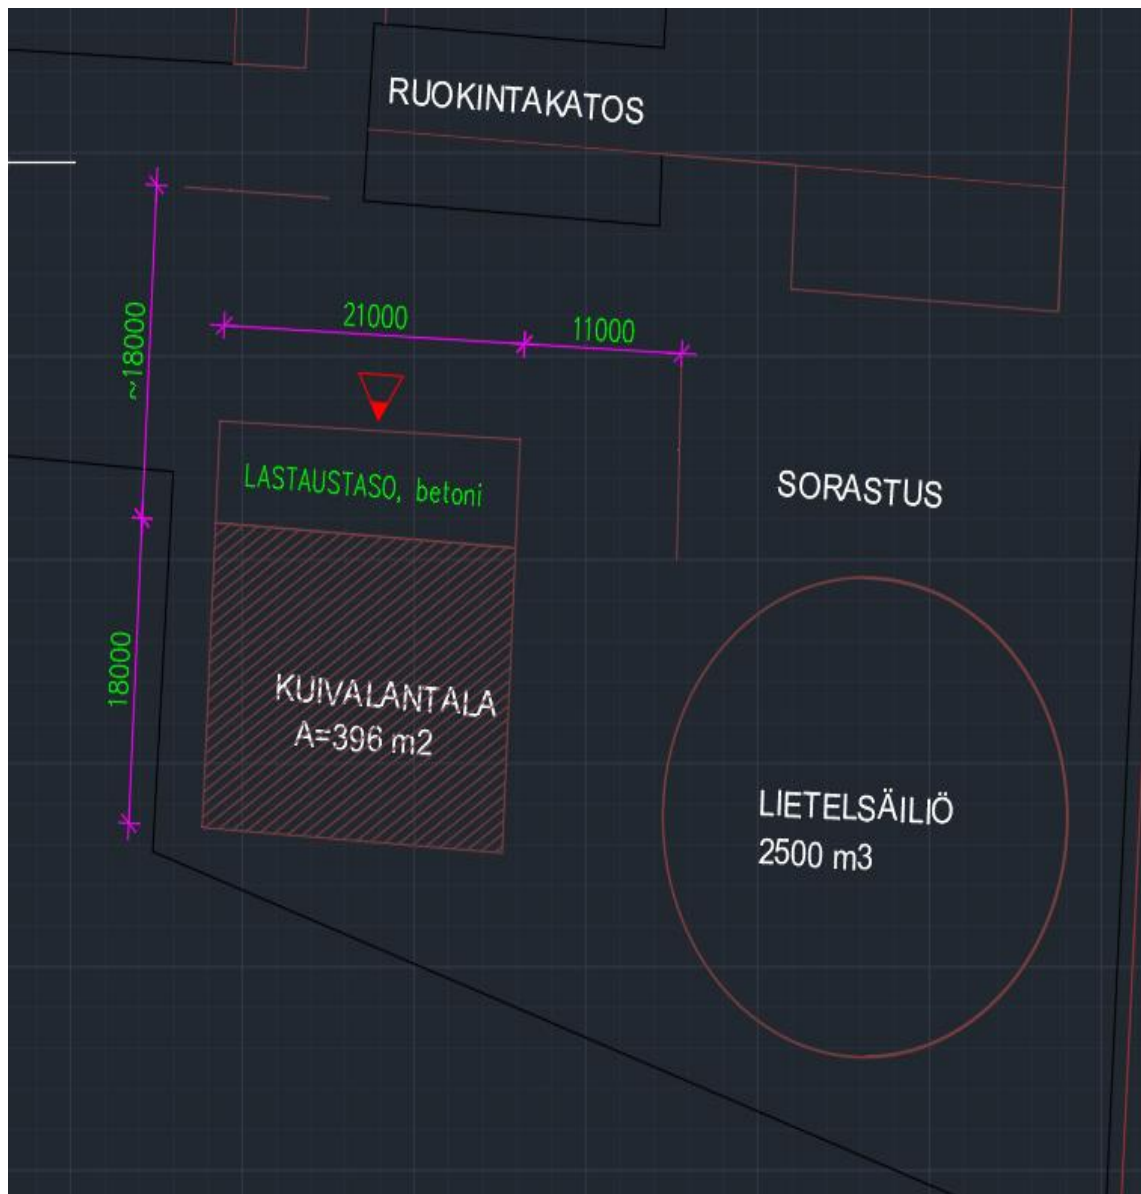 RUOKINTAKATOS
21000
11000
~18000
LASTAUSTASO, betoni
SORASTUS
18000
KUIVALANTALA
A=396 m2
LIETELSÄILIÖ
2500 m3